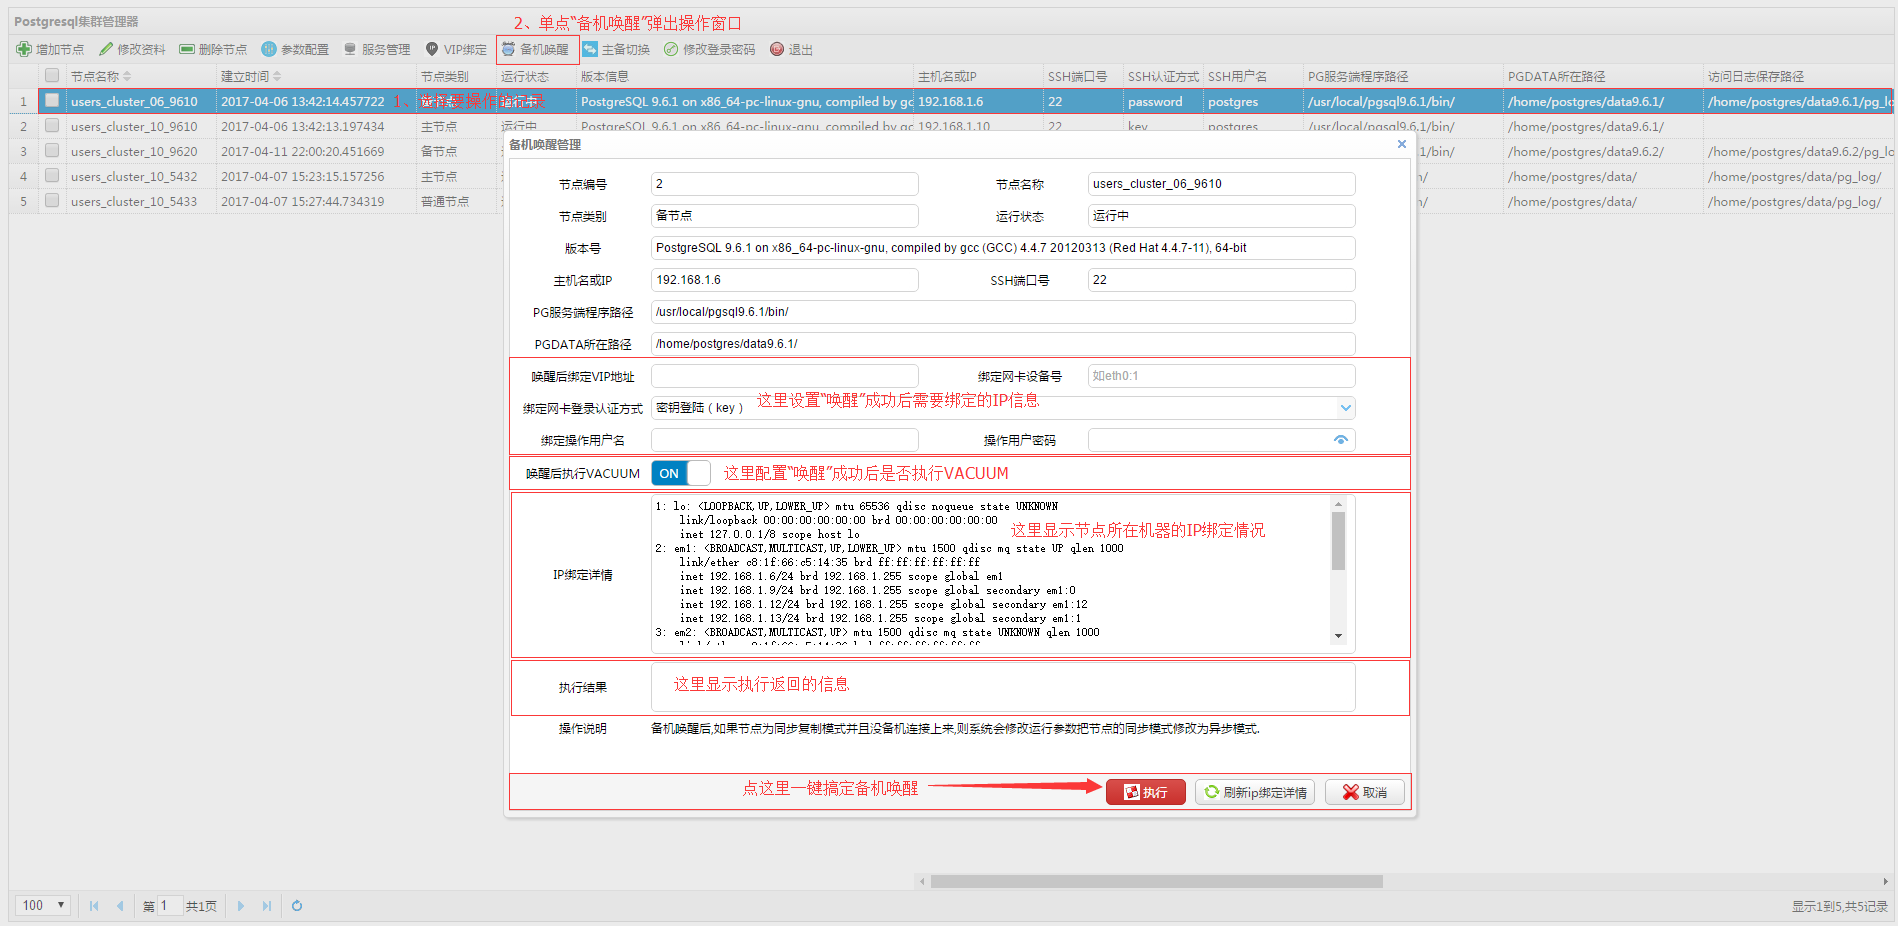 Postgresql集群管理器
2、单点“备机唤醒”弹出操作窗口
增加节点 修改资料 删除节点 参数配置 服务管理 VIP绑定 备机唤醒 主备切换 修改登录密码 退出
节点名称 建立时间 节点类别 运行状态 版本信息 主机名或IP SSH端口号 SSH认证方式 SSH用户名 PG服务端程序路径 PGDATA所在路径 访问日志保存路径
1 users_cluster_06_9610 2017-04-06 13:42:14.457722 运行中 PostgreSQL 9.6.1 on x86_64-pc-linux-gnu, compiled by gc 192.168.1.6 22 password postgres /usr/local/pgsql9.6.1/bin/ /home/postgres/data9.6.1/ /home/postgres/data9.6.1/pg_lo
2 users_cluster_10_9610 2017-04-06 13:42:13.197434 主节点 运行中 PostgreSQL 9.6.1 on x86_64-pc-linux-gnu, compiled by gc 192.168.1.10 22 key postgres /usr/local/pgsql9.6.1/bin/ /home/postgres/data9.6.1/
3 users_cluster_10_9620 2017-04-11 22:00:20.451669 备节点 1/bin/ /home/postgres/data9.6.2/ /home/postgres/data9.6.2/pg_lo
4 users_cluster_10_5432 2017-04-07 15:23:15.157256 主节点 n/ /home/postgres/data/ /home/postgres/data/pg_log/
5 users_cluster_10_5433 2017-04-07 15:27:44.734319 普通节点 n/ /home/postgres/data/ /home/postgres/data/pg_log/
备机唤醒管理
节点编号 2 节点名称 users_cluster_06_9610
节点类别 备节点 运行状态 运行中
版本号 PostgreSQL 9.6.1 on x86_64-pc-linux-gnu, compiled by gcc (GCC) 4.4.7 20120313 (Red Hat 4.4.7-11), 64-bit
主机名或IP 192.168.1.6 SSH端口号 22
PG服务端程序路径 /usr/local/pgsql9.6.1/bin/
PGDATA所在路径 /home/postgres/data9.6.1/
唤醒后绑定VIP地址 绑定网卡设备号 如eth0:1
绑定网卡登录认证方式 密钥登陆（key） 这里设置“唤醒”成功后需要绑定的IP信息
绑定操作用户名 操作用户密码
唤醒后执行VACUUM ON 这里配置“唤醒”成功后是否执行VACUUM
1: lo: <LOOPBACK,UP,LOWER_UP> mtu 65536 qdisc noqueue state UNKNOWN
link/loopback 00:00:00:00:00:00 brd 00:00:00:00:00:00
这里显示节点所在机器的IP绑定情况
inet 127.0.0.1/8 scope host lo
2: em1: <BROADCAST,MULTICAST,UP,LOWER_UP> mtu 1500 qdisc mq state UP qlen 1000
link/ether c8:1f:66:c5:14:35 brd ff:ff:ff:ff:ff:ff
IP绑定详情
inet 192.168.1.6/24 brd 192.168.1.255 scope global em1
inet 192.168.1.9/24 brd 192.168.1.255 scope global secondary em1:0
inet 192.168.1.12/24 brd 192.168.1.255 scope global secondary em1:12
inet 192.168.1.13/24 brd 192.168.1.255 scope global secondary em1:1
3: em2: <BROADCAST,MULTICAST,UP> mtu 1500 qdisc mq state UNKNOWN qlen 1000
执行结果 这里显示执行返回的信息
操作说明 备机唤醒后,如果节点为同步复制模式并且没备机连接上来,则系统会修改运行参数把节点的同步模式修改为异步模式.
点这里一键搞定备机唤醒 执行 刷新ip绑定详情 取消
100 第 1 共1页 显示1到5,共5记录